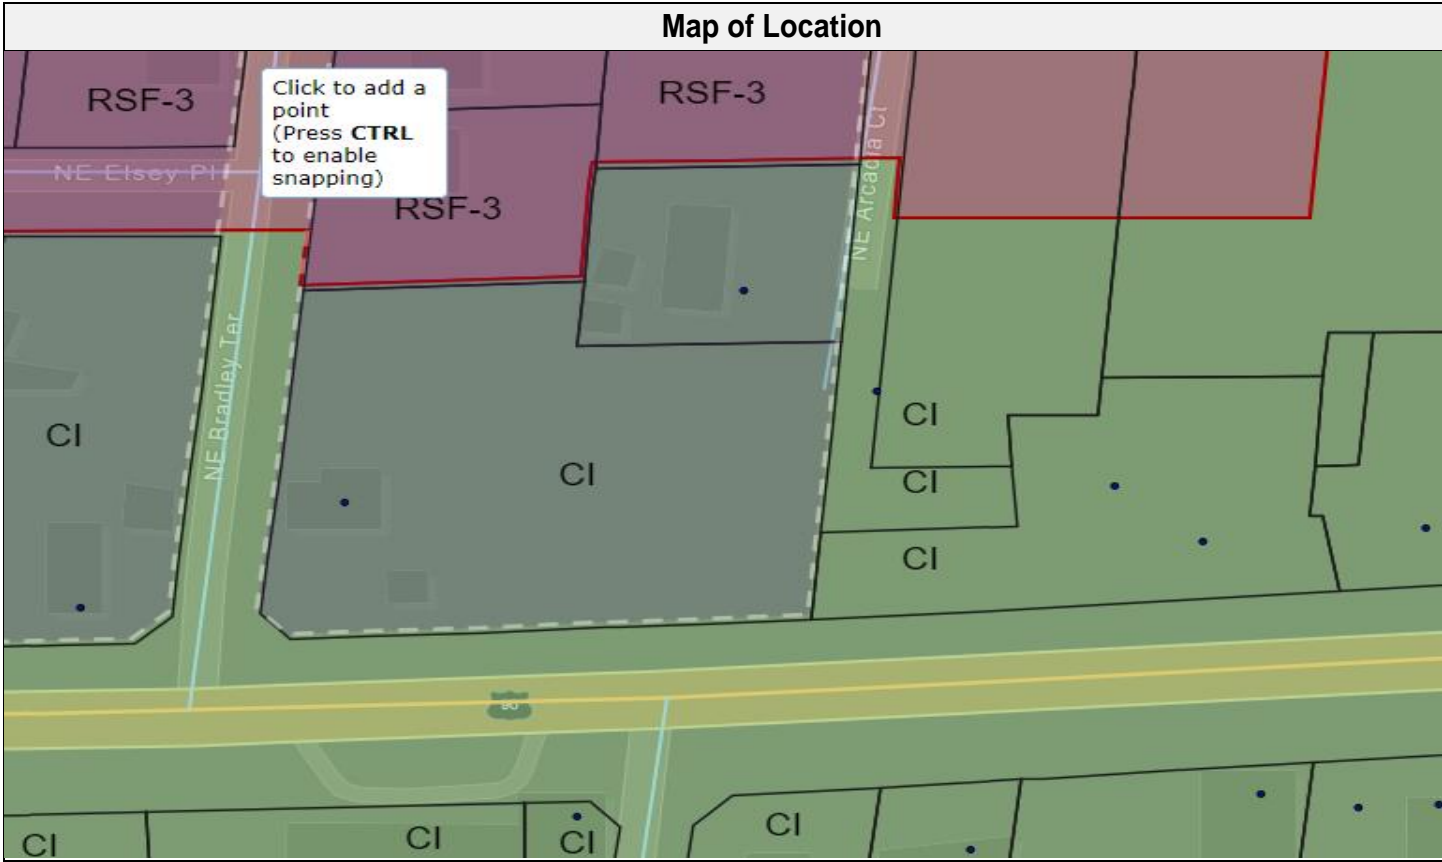 Map of Location
RSF-3
Click to add a
point
(Press CTRL
to enable
snapping)
RSF-3
NE Elsey Pl
RSF-3
NE Arcadia Ct
NE Bradley Ter
CI
CI
CI
CI
CI
90
CI
CI
CI
CI